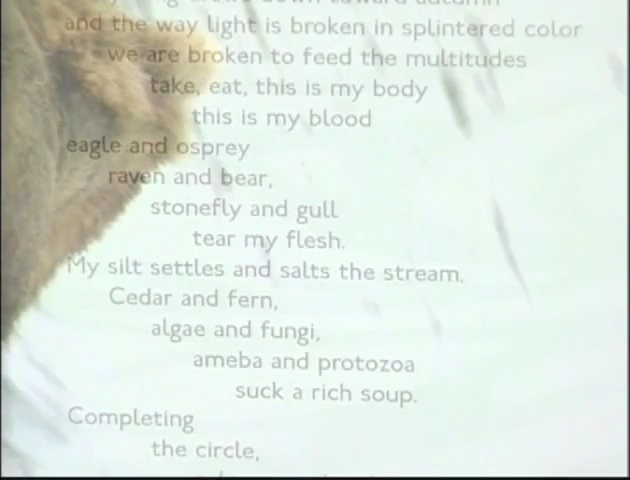 and the way light is broken in splintered color
we are broken to feed the multitudes
take, eat, this is my body
this is my blood
eagle and osprey
raven and bear,
stonefly and gull
tear my flesh.
My silt settles and salts the stream.
Cedar and fern,
algae and fungi,
ameba and protozoa
suck a rich soup.
Completing
the circle,